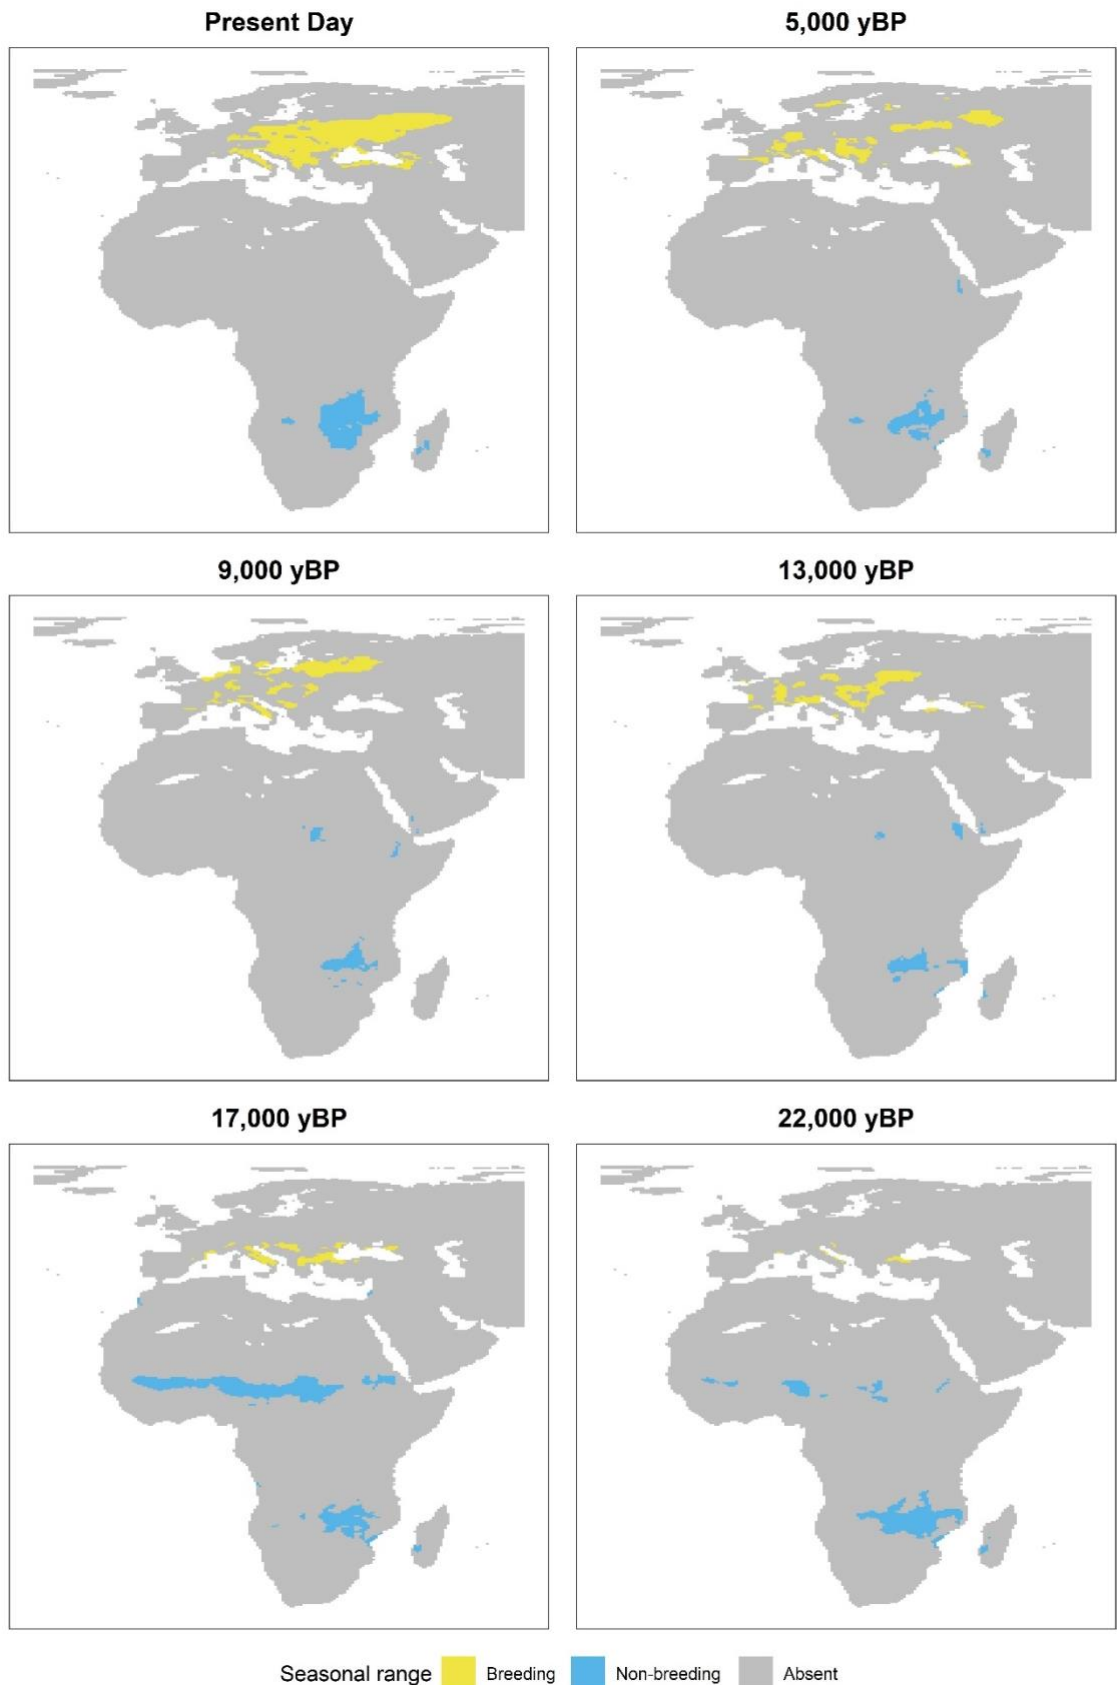 Present Day
5,000 yBP
9,000 yBP
13,000 yBP
17,000 yBP
22,000 yBP
Seasonal range Breeding Non-breeding Absent